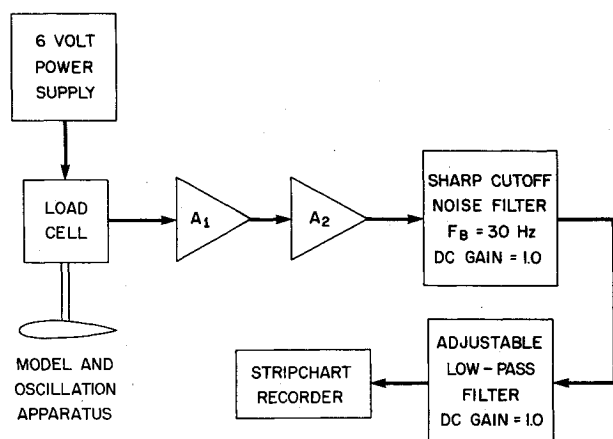 6 VOLT
POWER
SUPPLY
LOAD
CELL
A1
A2
SHARP CUTOFF
NOISE FILTER
FB = 30 Hz
DC GAIN = 1.0
MODEL AND
OSCILLATION
APPARATUS
STRIPCHART
RECORDER
ADJUSTABLE
LOW-PASS
FILTER
DC GAIN = 1.0